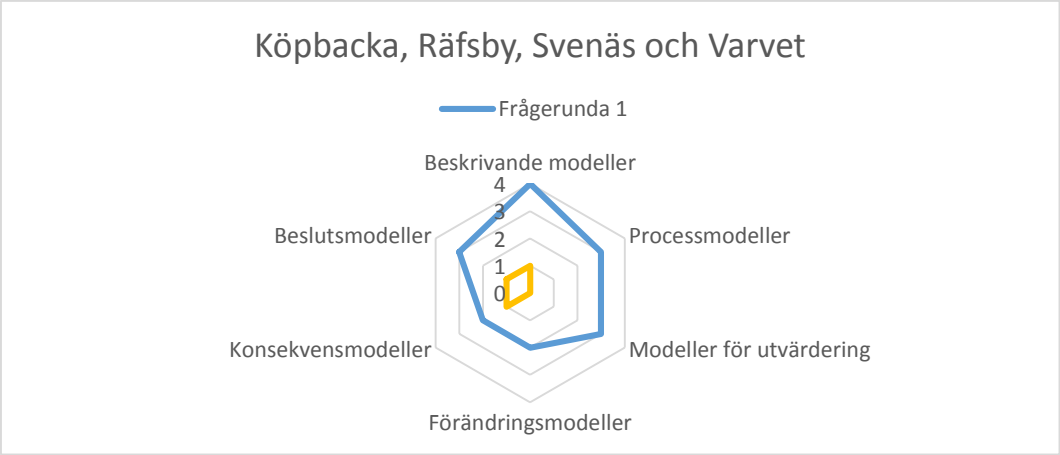 Köpbacka, Räfsby, Svenäs och Varvet
Frågerunda 1
Beskrivande modeller
4
3
2
1
0
Beslutsmodeller
Processmodeller
Konsekvensmodeller
Modeller för utvärdering
Förändringsmodeller